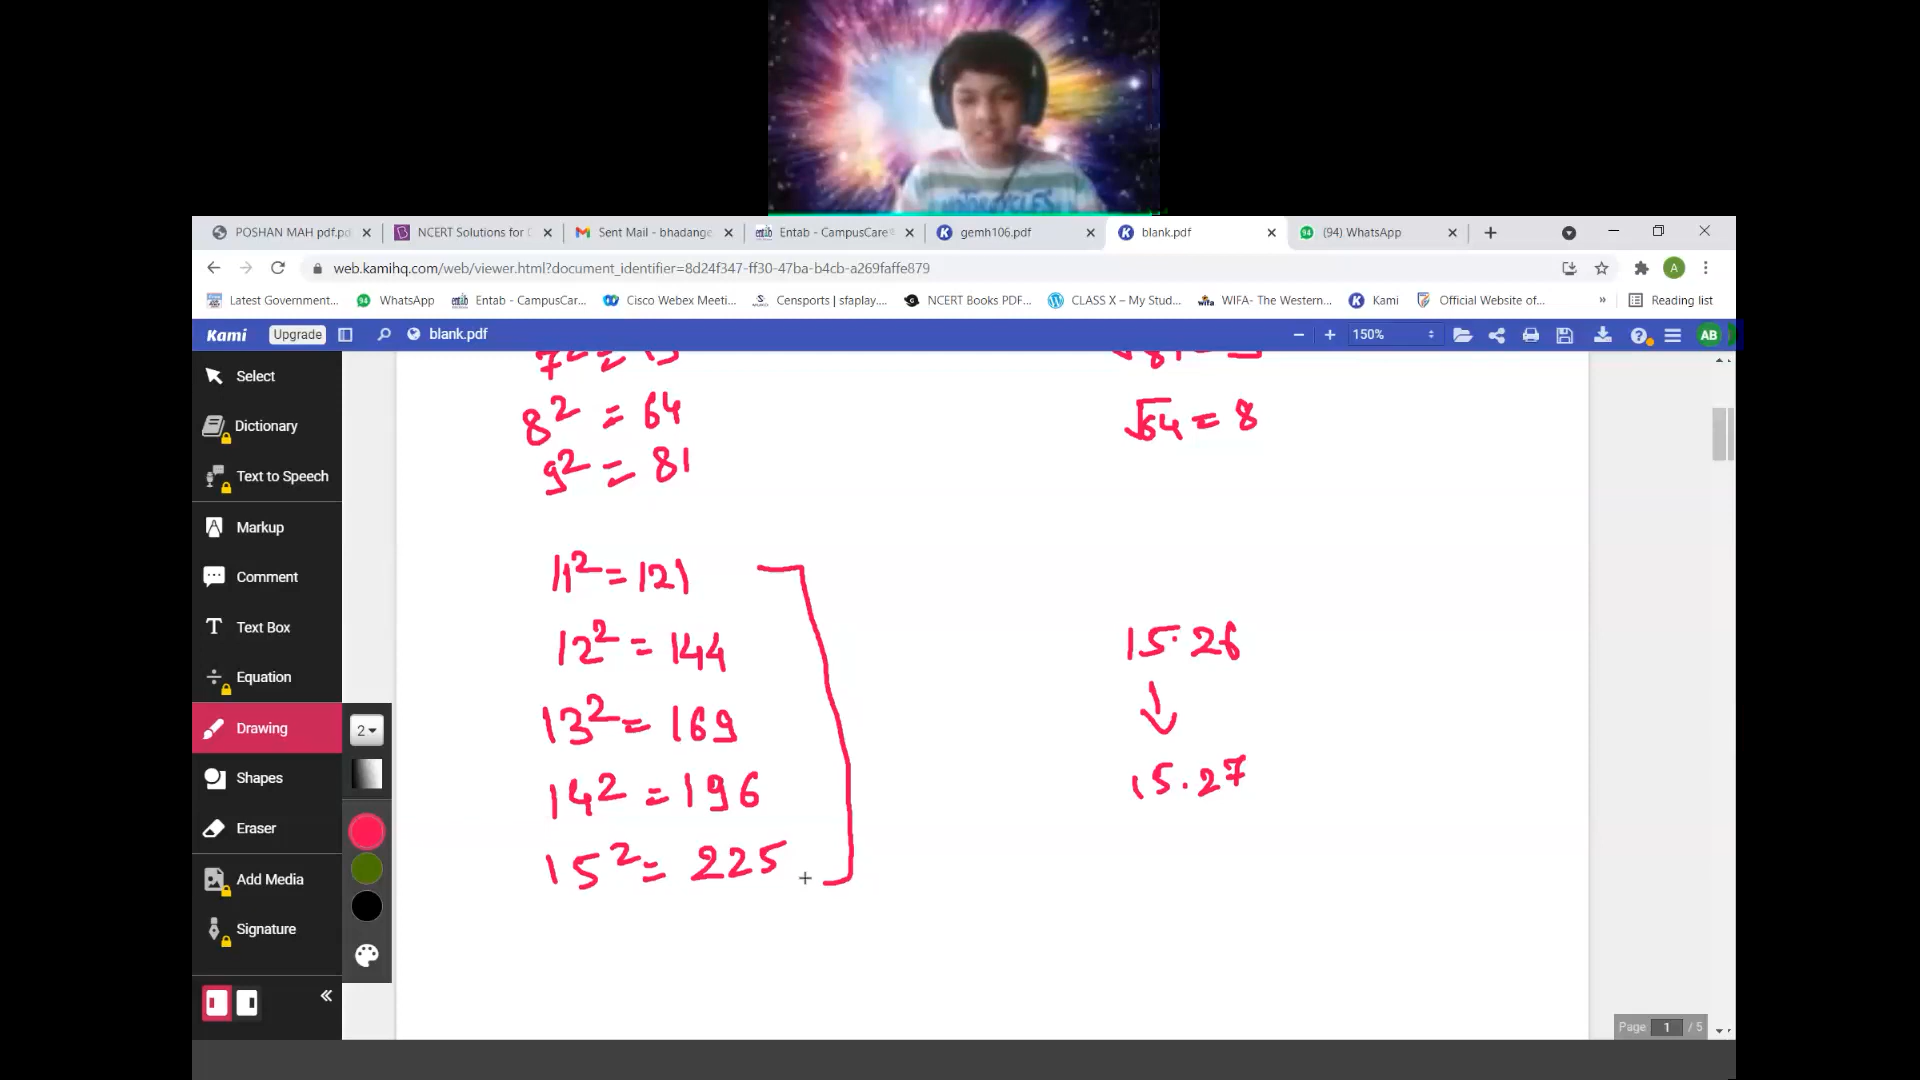 MOTORCYCLES
POSHAN MAH pdf.pd
NCERT Solutions for
Sent Mail - bhadange.
Entab - CampusCare®
gemh106.pdf
blank.pdf
(94) WhatsApp
web.kamihq.com/web/viewer.html?document_identifier=8d24f347-ff30-47ba-b4cb-a269faffe879
A
Latest Government...
WhatsApp
Entab - CampusCar...
Cisco Webex Meeti...
Censports | sfaplay....
NCERT Books PDF...
CLASS X – My Stud...
WIFA- The Western...
Kami
Official Website of...
»
Reading list
Kami
Upgrade
blank.pdf
150%
AB
Select
Dictionary
Text to Speech
Markup
Comment
Text Box
Equation
Drawing
2
Shapes
Eraser
Add Media
Signature
8² = 64
√64 = 8
9² = 81
11² = 121
12² = 144
13² = 169
14² = 196
15² = 225
15.26
↓
15.27
Page 1 / 5